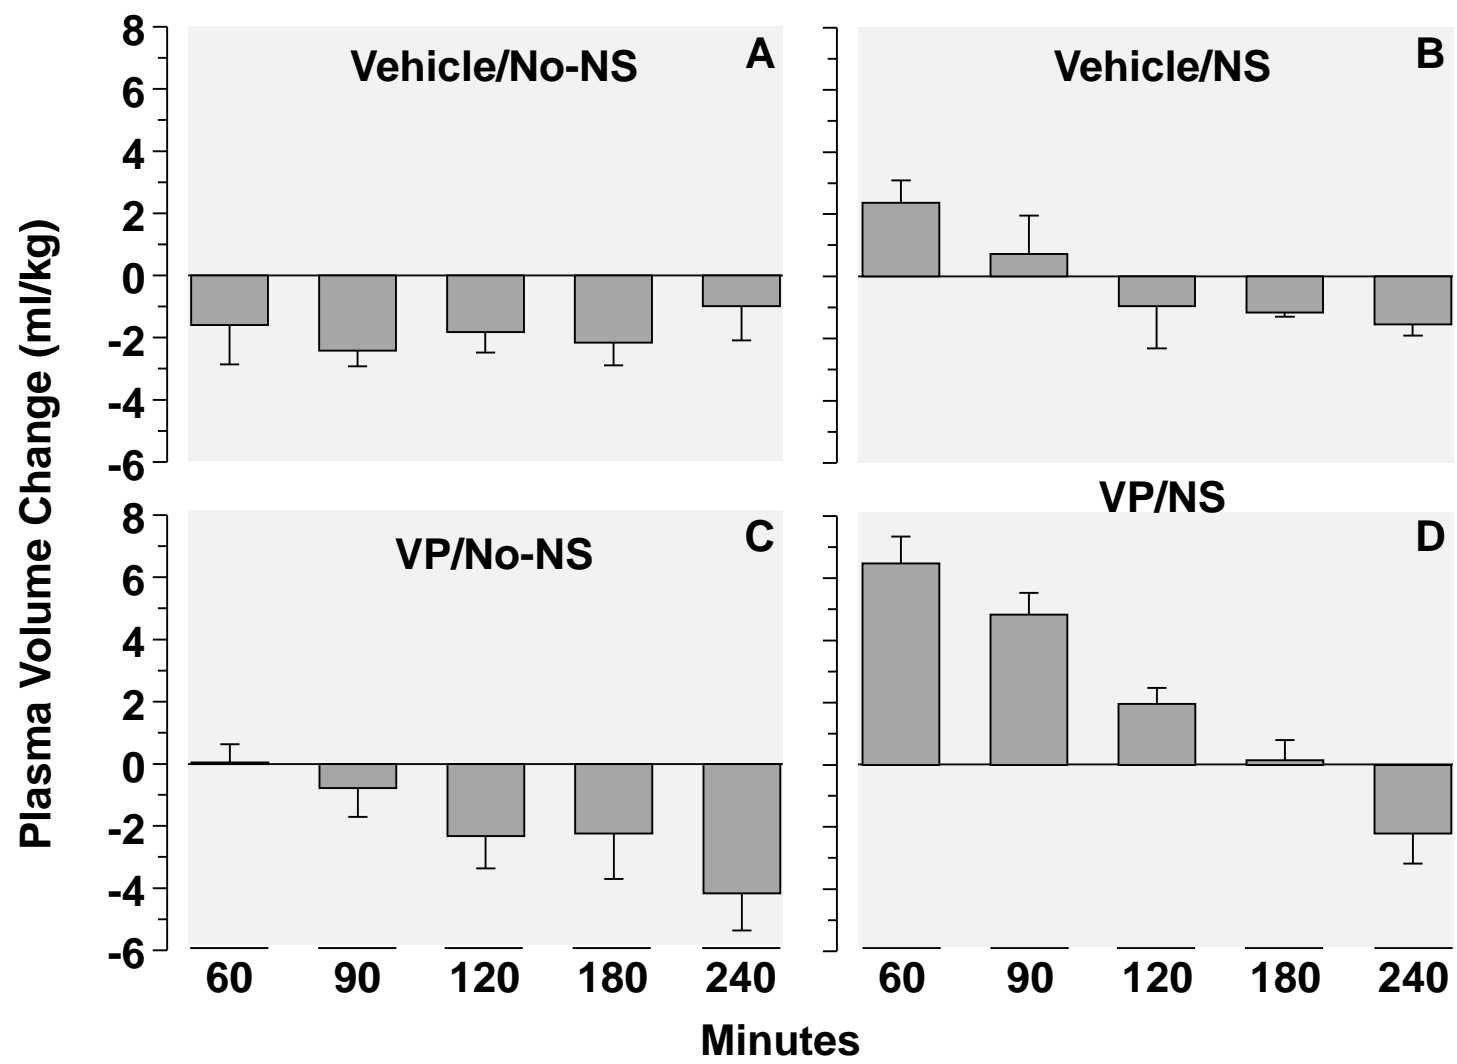 Plasma Volume Change (ml/kg)
8
6
4
2
0
-2
-4
-6
Vehicle/No-NS
A
Vehicle/NS
B
8
6
4
2
0
-2
-4
-6
VP/No-NS
C
VP/NS
D
60 90 120 180 240
60 90 120 180 240
Minutes